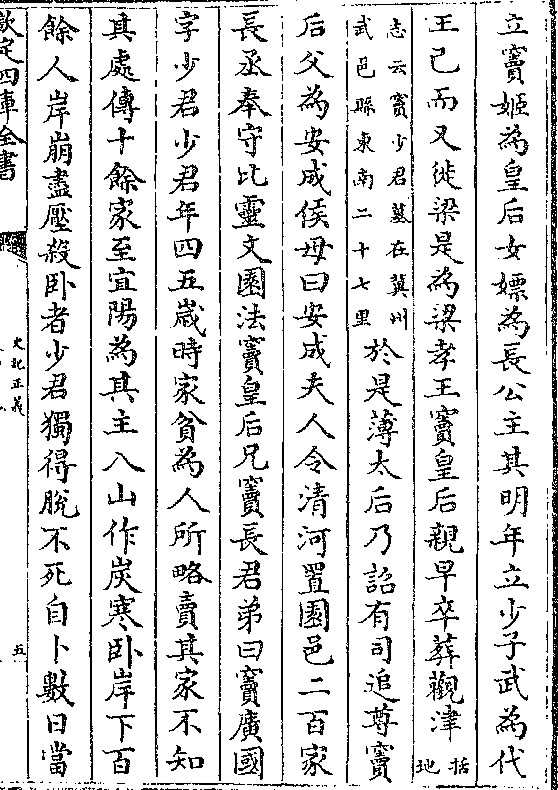 立竇姬為皇后女嫖為長公主其明年立少子武為代
王已而又徙梁是為梁孝王竇皇后親早卒葬觀津括地
志云竇少君墓在冀州武邑縣東南二十七里於是薄太后乃詔有司追尊竇
后父為安成侯母曰安成夫人令清河置園邑二百家
長丞奉守比靈文園法竇皇后兄竇長君弟曰竇廣國
字少君少君年四五歲時家貧為人所略賣其家不知
其處傳十餘家至宜陽為其主入山作炭寒臥岸下百
餘人岸崩盡壓殺臥者少君獨得脫不死自卜數日當
欽定四庫全書
史記正義
五